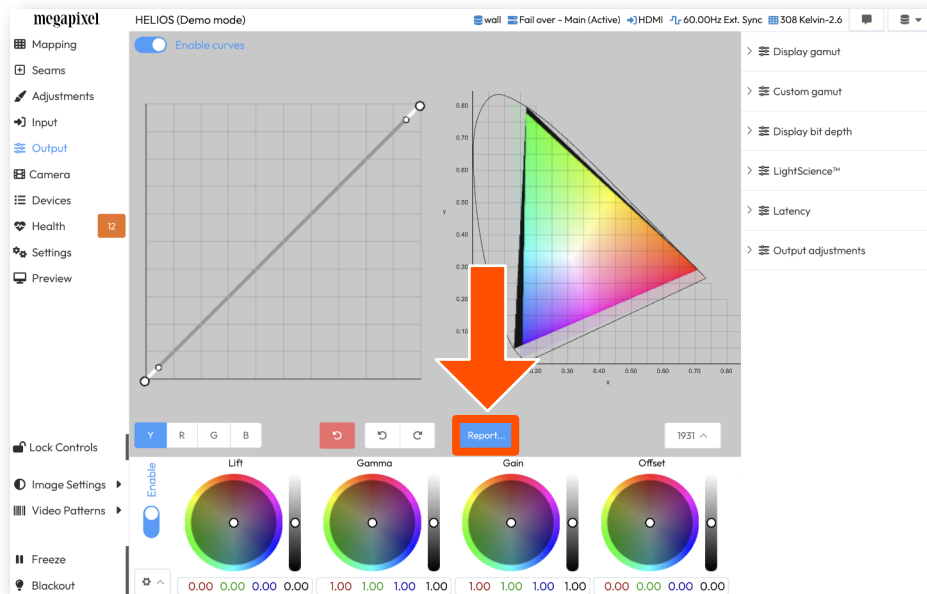 megapixel
HELIOS (Demo mode)
wall
Fail over - Main (Active)
HDMI
60.00Hz Ext. Sync
308 Kelvin-2.6
Mapping
Seams
Adjustments
Input
Output
Camera
Devices
Health 12
Settings
Preview
Lock Controls
Image Settings
Video Patterns
Freeze
Blackout
Enable curves
y
0.80
0.70
0.60
0.50
0.40
0.30
0.20
0.10
0.20 0.30 0.40 0.50 0.60 0.70 0.80
x
Y R G B
Report...
1931
Enable
Lift Gamma Gain Offset
0.00 0.00 0.00 0.00 1.00 1.00 1.00 1.00 1.00 1.00 1.00 1.00 0.00 0.00 0.00 0.00
Display gamut
Custom gamut
Display bit depth
LightScience™
Latency
Output adjustments